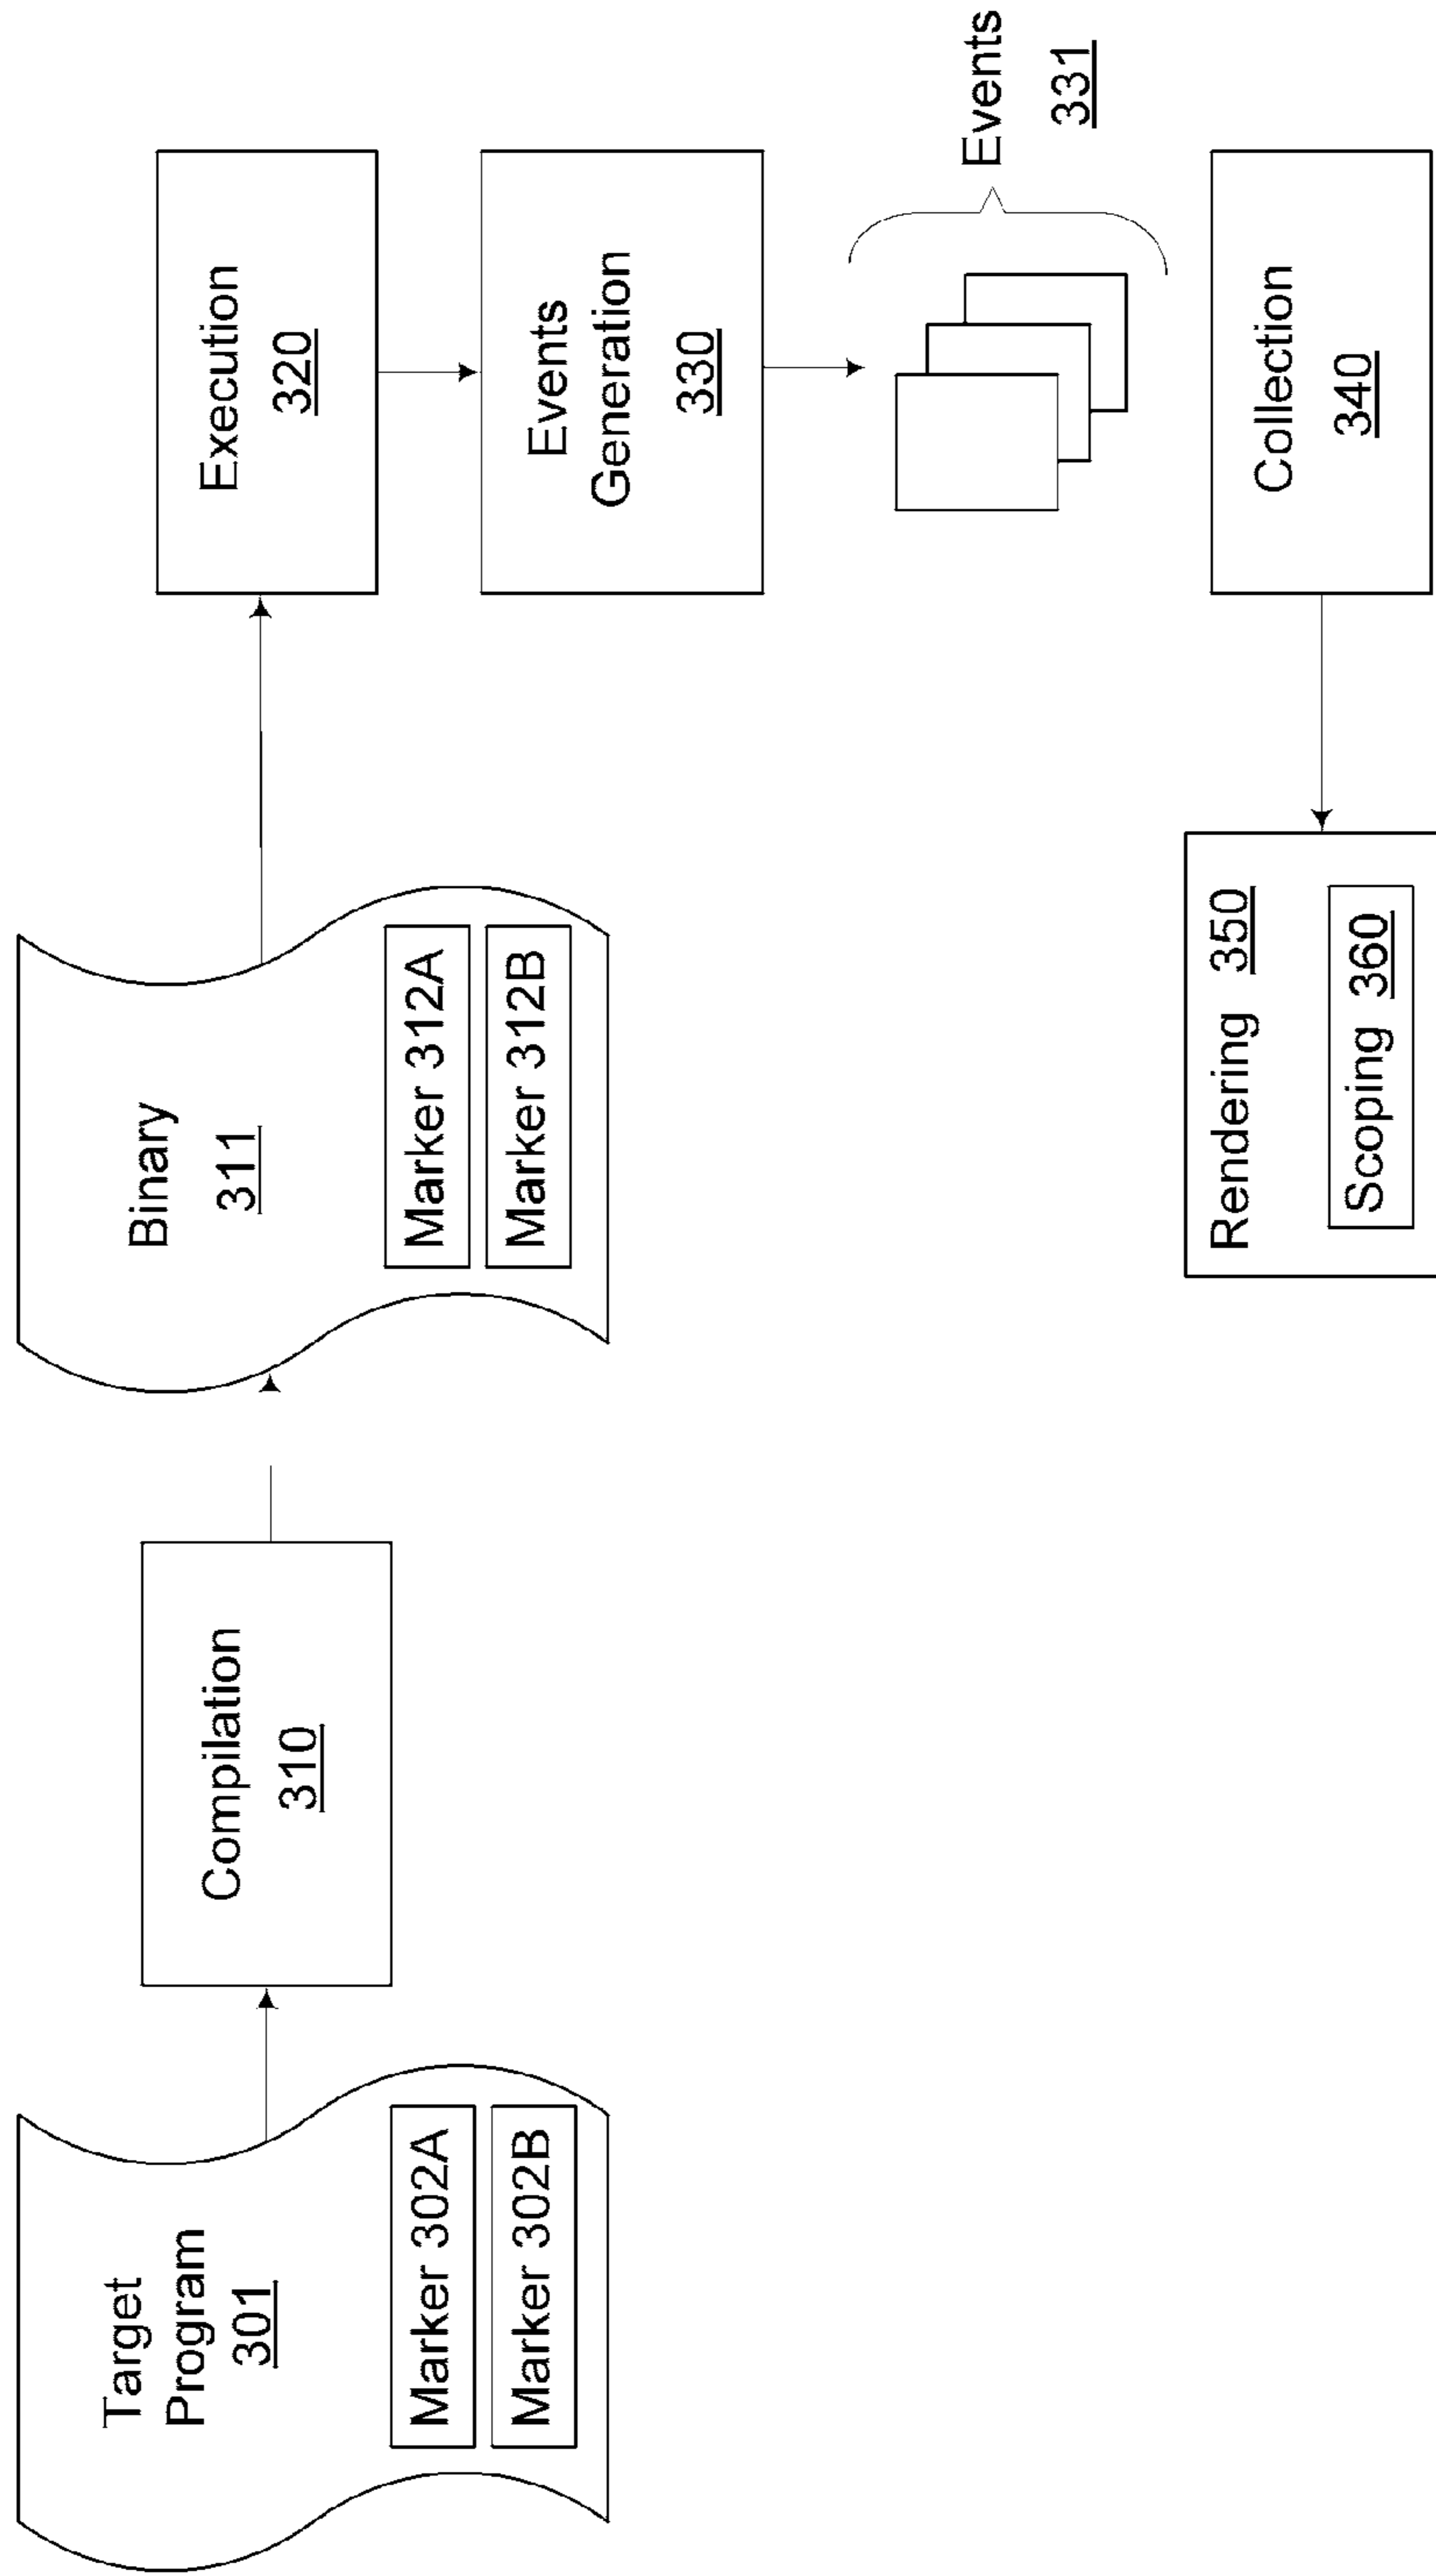 Target
Program
301
Marker 302A
Marker 302B
Compilation
310
Binary
311
Marker 312A
Marker 312B
Execution
320
Events
Generation
330
Events
331
Collection
340
Rendering 350
Scoping 360